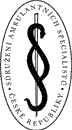 SDRUŽENÍ AMBULANTNÍCH SPECIALISTŮ
ČESKÉ REPUBLIKY